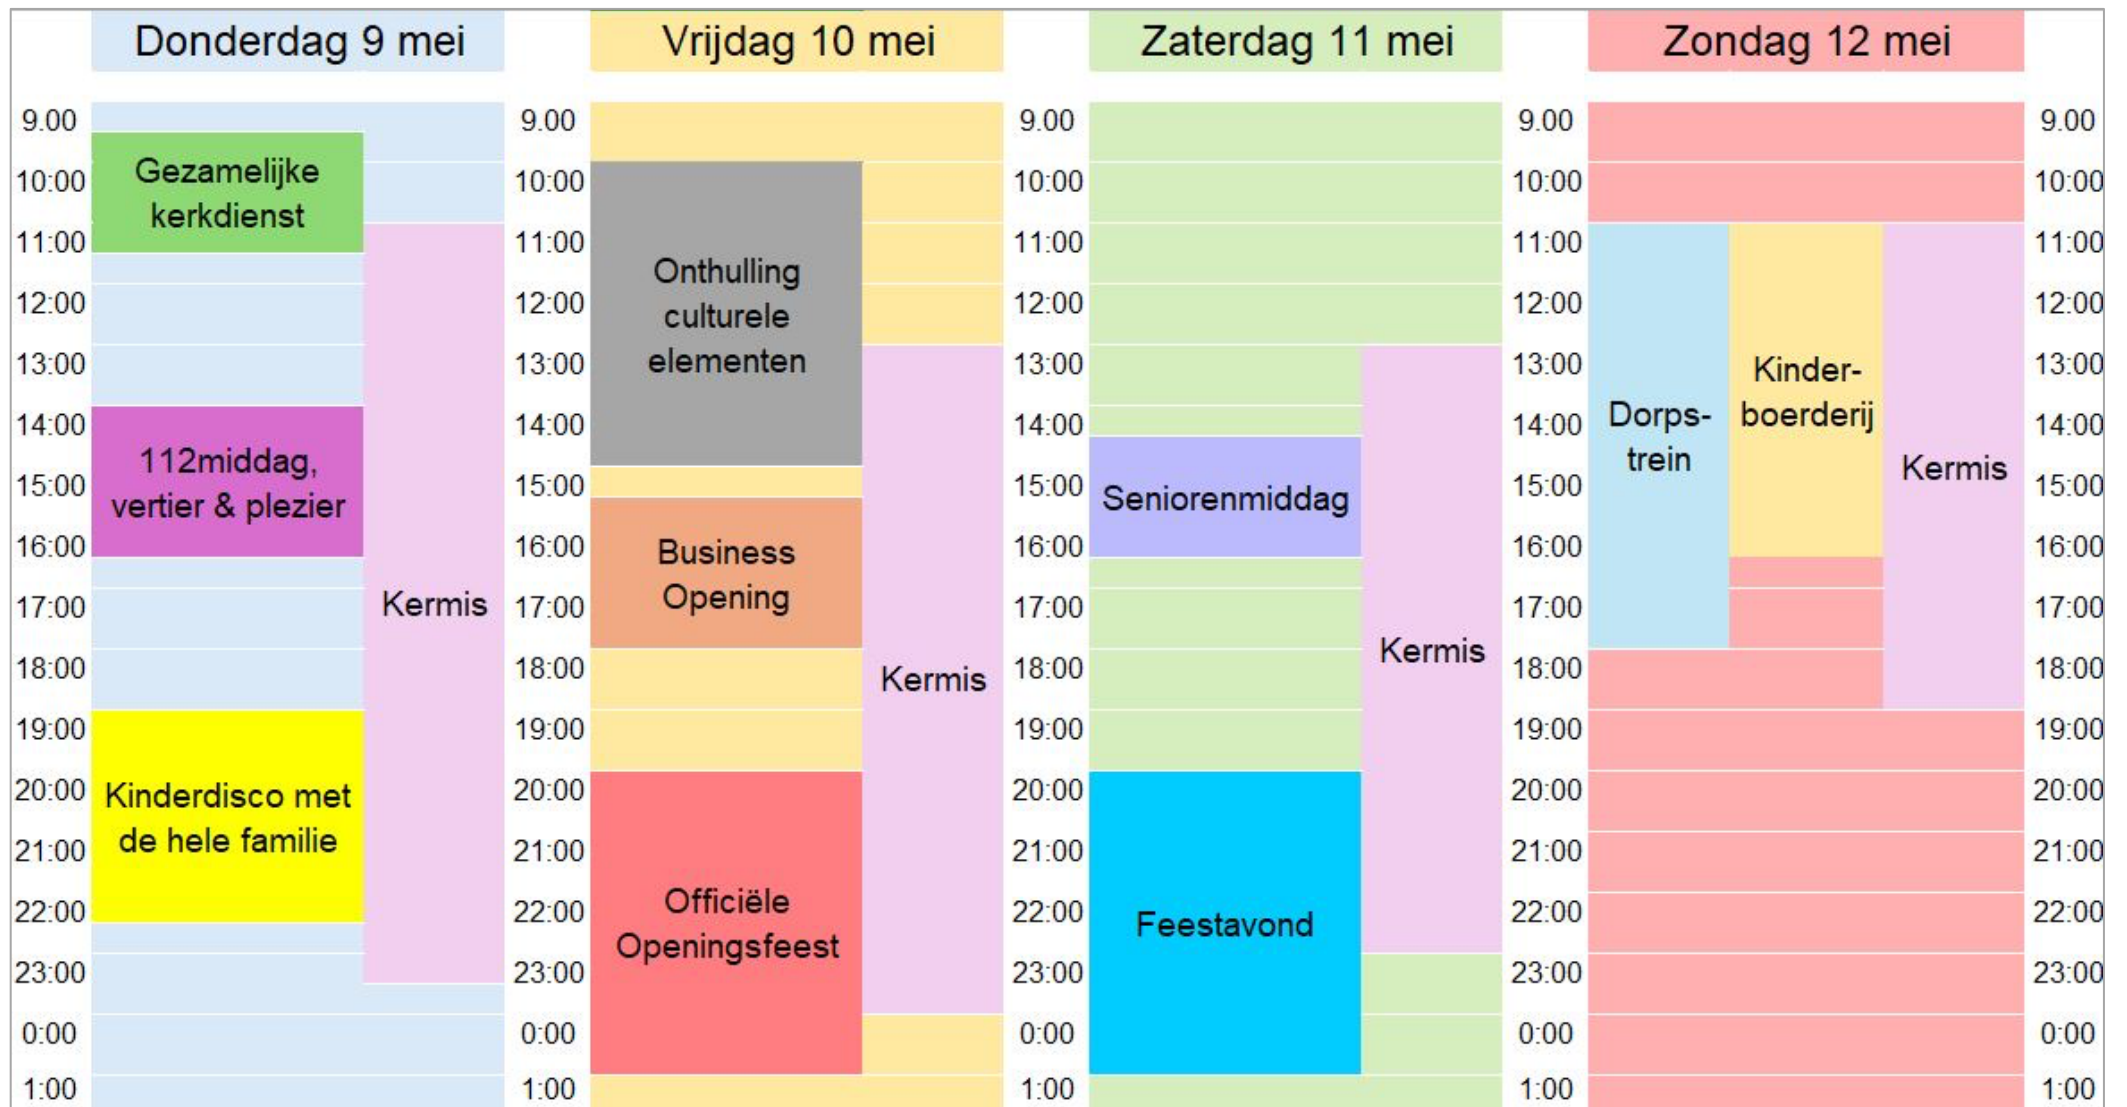 Donderdag 9 mei
Vrijdag 10 mei
Zaterdag 11 mei
Zondag 12 mei
9.00 9.00 9.00 9.00 9.00
10:00 10:00 10:00 10:00 10:00
11:00 11:00 11:00 11:00 11:00
12:00 12:00 12:00 12:00 12:00
13:00 13:00 13:00 13:00 13:00
14:00 14:00 14:00 14:00 14:00
15:00 15:00 15:00 15:00 15:00
16:00 16:00 16:00 16:00 16:00
17:00 17:00 17:00 17:00 17:00
18:00 18:00 18:00 18:00 18:00
19:00 19:00 19:00 19:00 19:00
20:00 20:00 20:00 20:00 20:00
21:00 21:00 21:00 21:00 21:00
22:00 22:00 22:00 22:00 22:00
23:00 23:00 23:00 23:00 23:00
0:00 0:00 0:00 0:00 0:00
1:00 1:00 1:00 1:00 1:00
Gezamelijke
kerkdienst
112middag,
vertier & plezier
Kinderdisco met
de hele familie
Kermis
Onthulling
culturele
elementen
Business
Opening
Officiële
Openingsfeest
Kermis
Seniorenmiddag
Feestavond
Kermis
Dorps-
trein
Kinder-
boerderij
Kermis